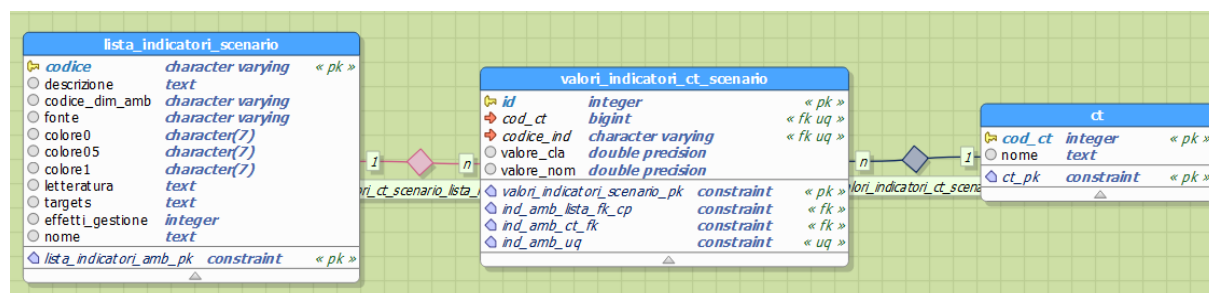 lista_indicatori_scenario
codice character varying « pk »
descrizione text
codice_dim_amb character varying
fonte character varying
colore0 character(7)
colore05 character(7)
colore1 character(7)
letteratura text
targets text
effetti_gestione integer
nome text
lista_indicatori_amb_pk constraint « pk »
1
n
ri_ct_scenario_lista_i
valori_indicatori_ct_scenario
id integer « pk »
cod_ct bigint « fk uq »
codice_ind character varying « fk uq »
valore_cla double precision
valore_nom double precision
valori_indicatori_scenario_pk constraint « pk »
ind_amb_lista_fk_cp constraint « fk »
ind_amb_ct_fk constraint « fk »
ind_amb_uq constraint « uq »
n
1
alori_indicatori_ct_scena
ct
cod_ct integer « pk »
nome text
ct_pk constraint « pk »